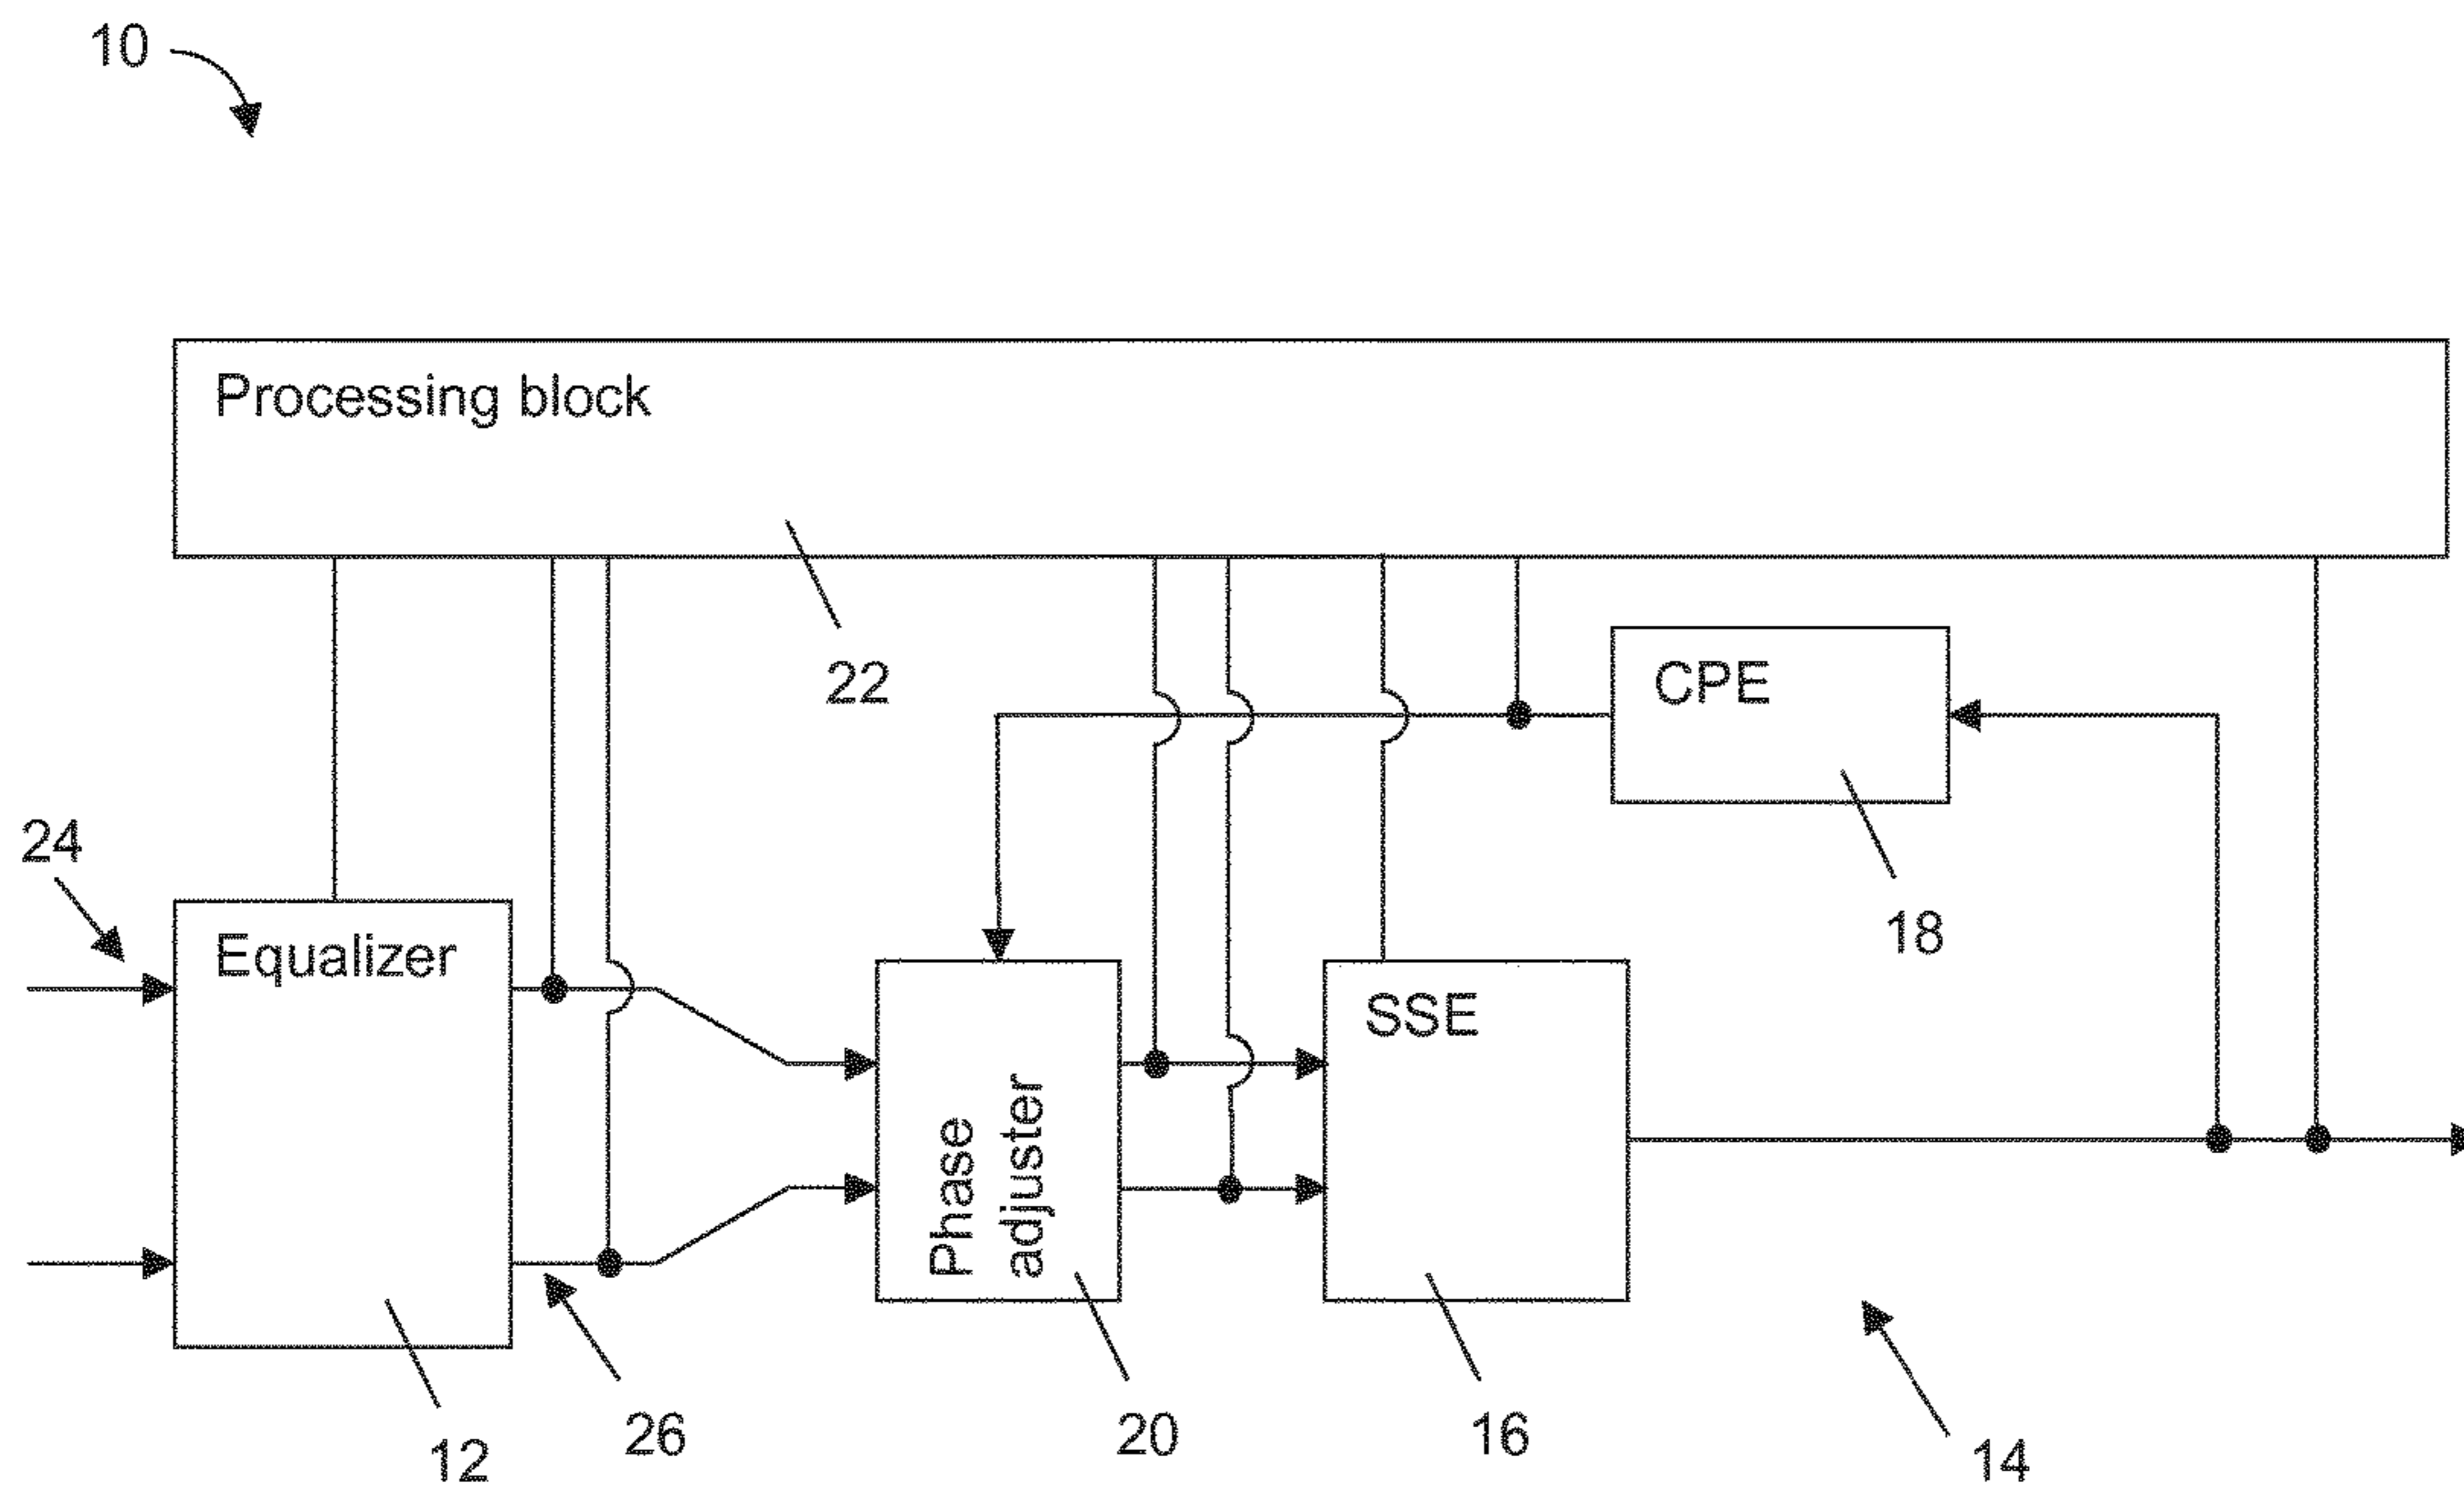 10
Processing block
22
CPE
18
24
Equalizer
SSE
Phase
adjuster
12
26
20
16
14